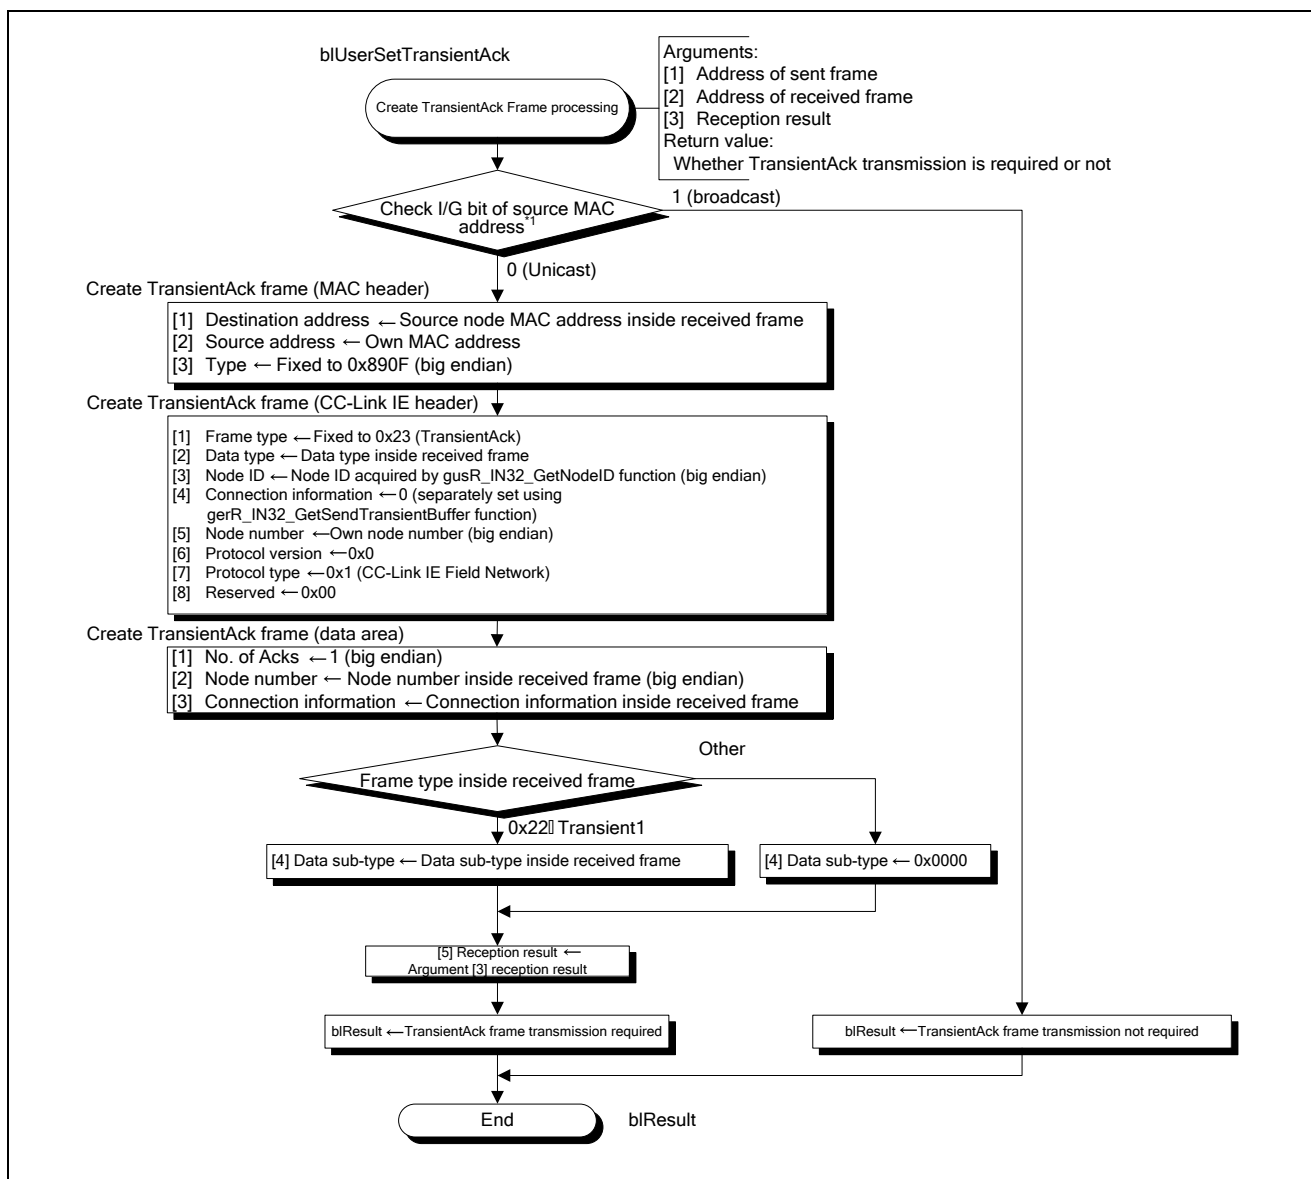 blUserSetTransientAck
Create TransientAck Frame processing
Arguments:
[1] Address of sent frame
[2] Address of received frame
[3] Reception result
Return value:
Whether TransientAck transmission is required or not
Check I/G bit of source MAC
address*1
1 (broadcast)
0 (Unicast)
Create TransientAck frame (MAC header)
[1] Destination address ← Source node MAC address inside received frame
[2] Source address ← Own MAC address
[3] Type ← Fixed to 0x890F (big endian)
Create TransientAck frame (CC-Link IE header)
[1] Frame type ← Fixed to 0x23 (TransientAck)
[2] Data type ← Data type inside received frame
[3] Node ID ← Node ID acquired by gusR_IN32_GetNodeID function (big endian)
[4] Connection information ← 0 (separately set using
gerR_IN32_GetSendTransientBuffer function)
[5] Node number ← Own node number (big endian)
[6] Protocol version ← 0x0
[7] Protocol type ← 0x1 (CC-Link IE Field Network)
[8] Reserved ← 0x00
Create TransientAck frame (data area)
[1] No. of Acks ← 1 (big endian)
[2] Node number ← Node number inside received frame (big endian)
[3] Connection information ← Connection information inside received frame
Frame type inside received frame
Other
0x22▯ Transient1
[4] Data sub-type ← Data sub-type inside received frame
[4] Data sub-type ← 0x0000
[5] Reception result ←
Argument [3] reception result
blResult ← TransientAck frame transmission required
blResult ← TransientAck frame transmission not required
End
blResult